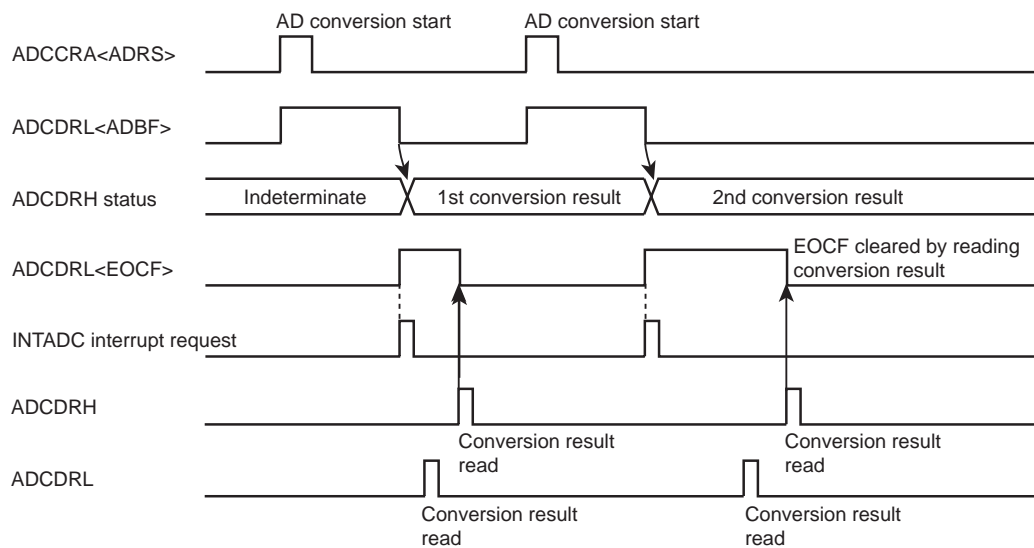 AD conversion start
AD conversion start
ADCCRA<ADRS>
ADCDRL<ADBF>
ADCDRH status
Indeterminate
1st conversion result
2nd conversion result
ADCDRL<EOCF>
EOCF cleared by reading
conversion result
INTADC interrupt request
ADCDRH
Conversion result
read
Conversion result
read
ADCDRL
Conversion result
read
Conversion result
read